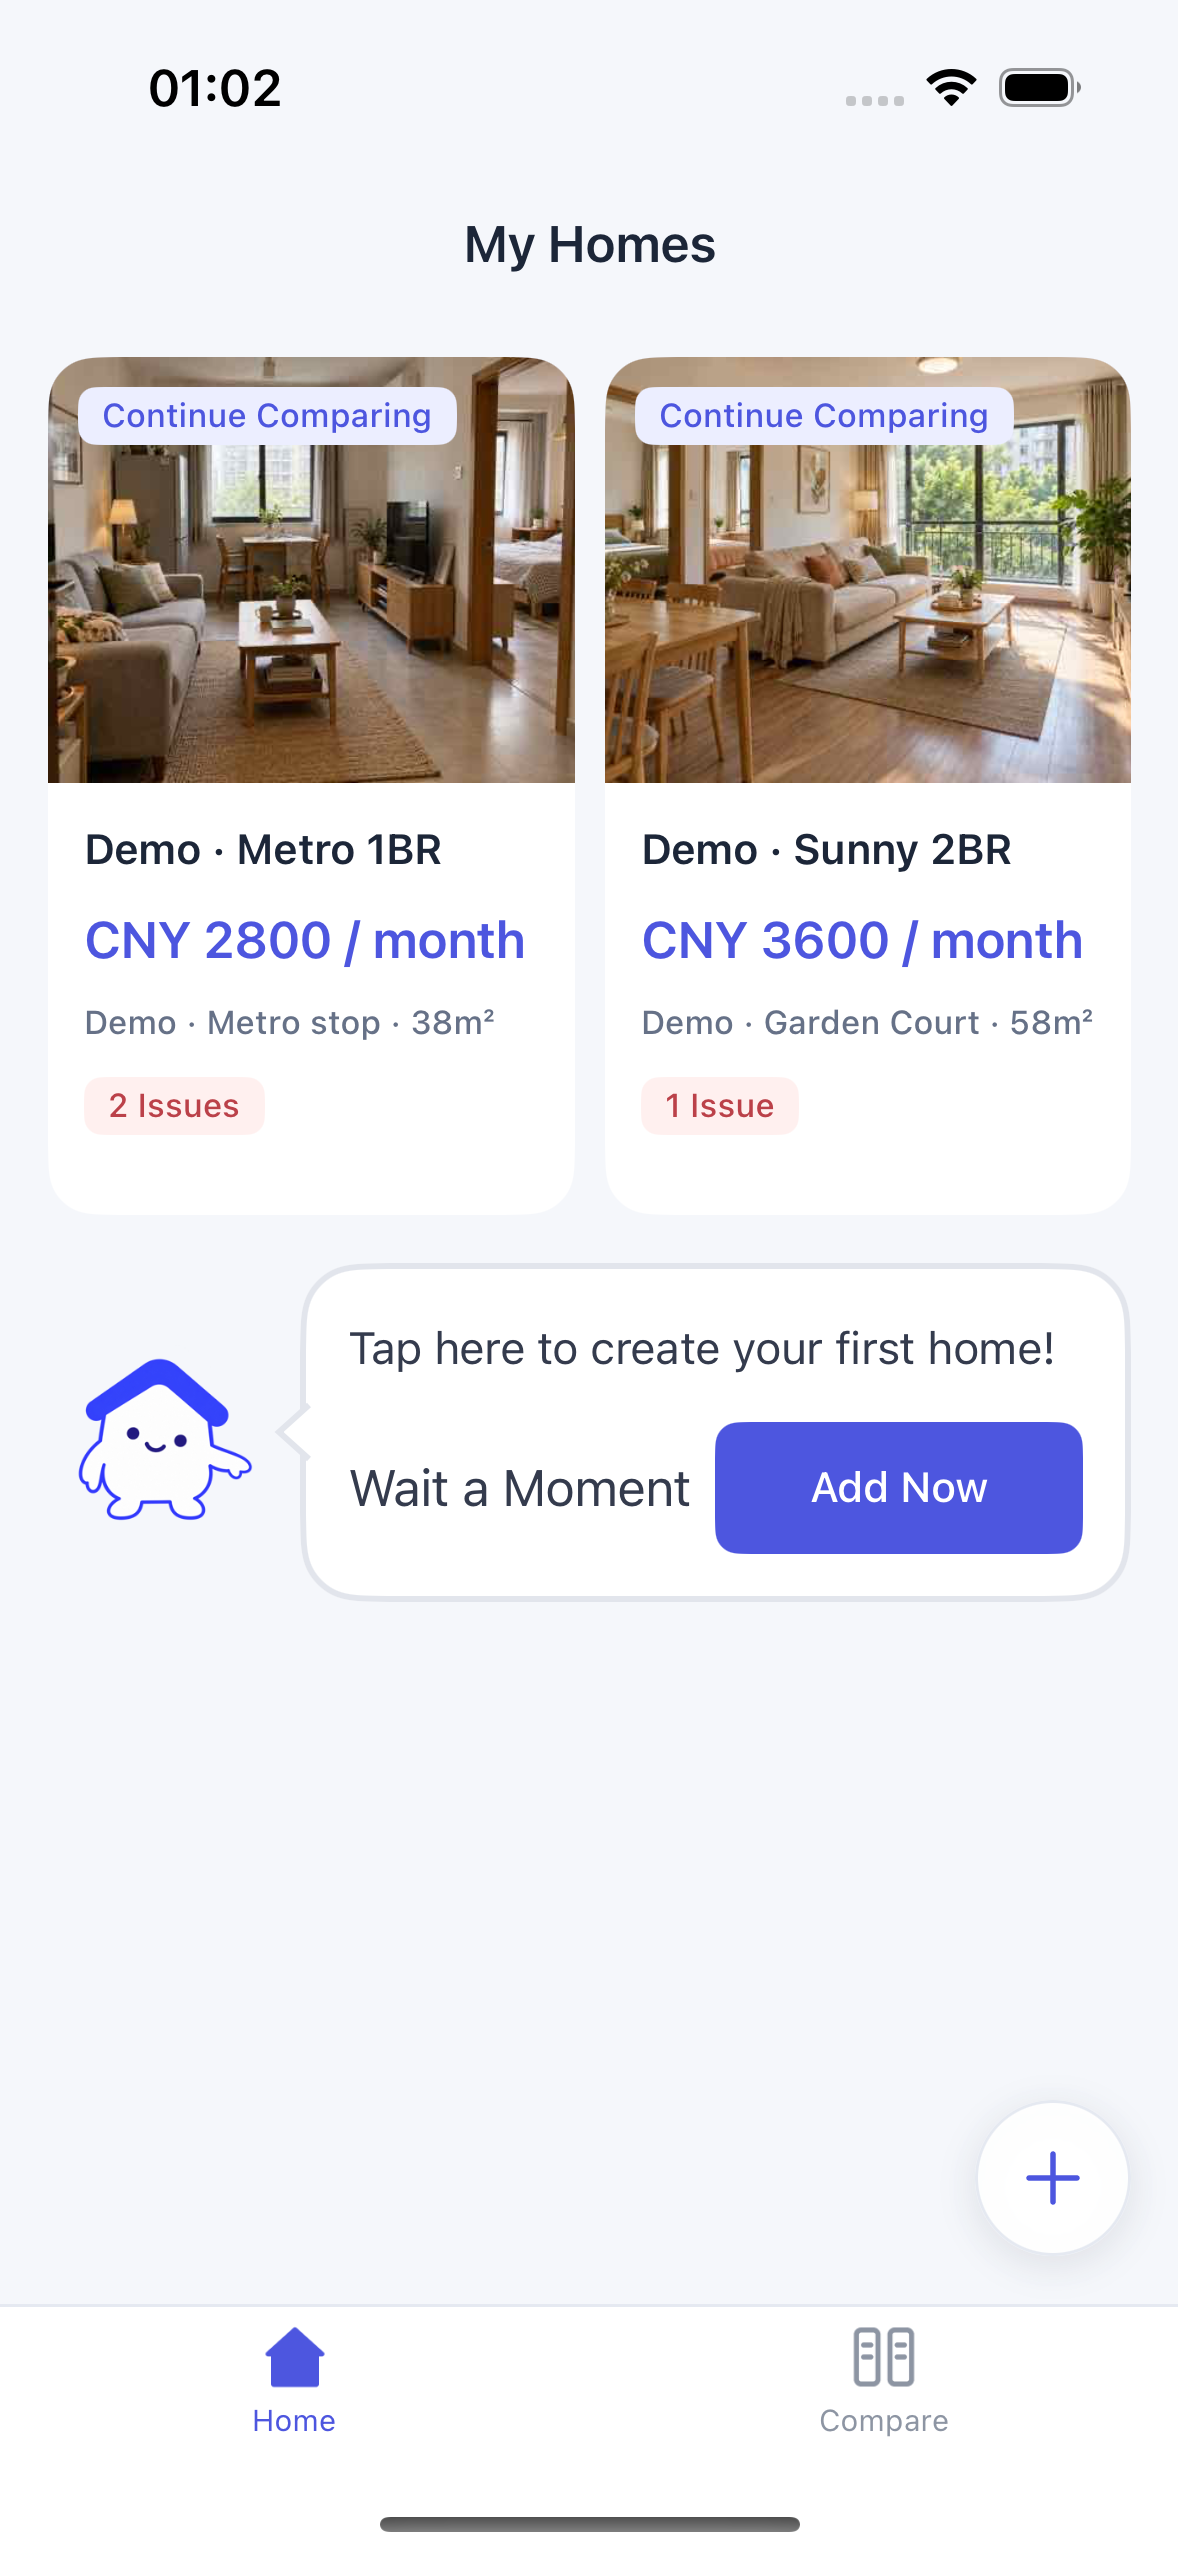 01:02
My Homes
Continue Comparing
Demo · Metro 1BR
CNY 2800 / month
Demo · Metro stop · 38m²
2 Issues
Continue Comparing
Demo · Sunny 2BR
CNY 3600 / month
Demo · Garden Court · 58m²
1 Issue
Tap here to create your first home!
Wait a Moment
Add Now
Home
Compare